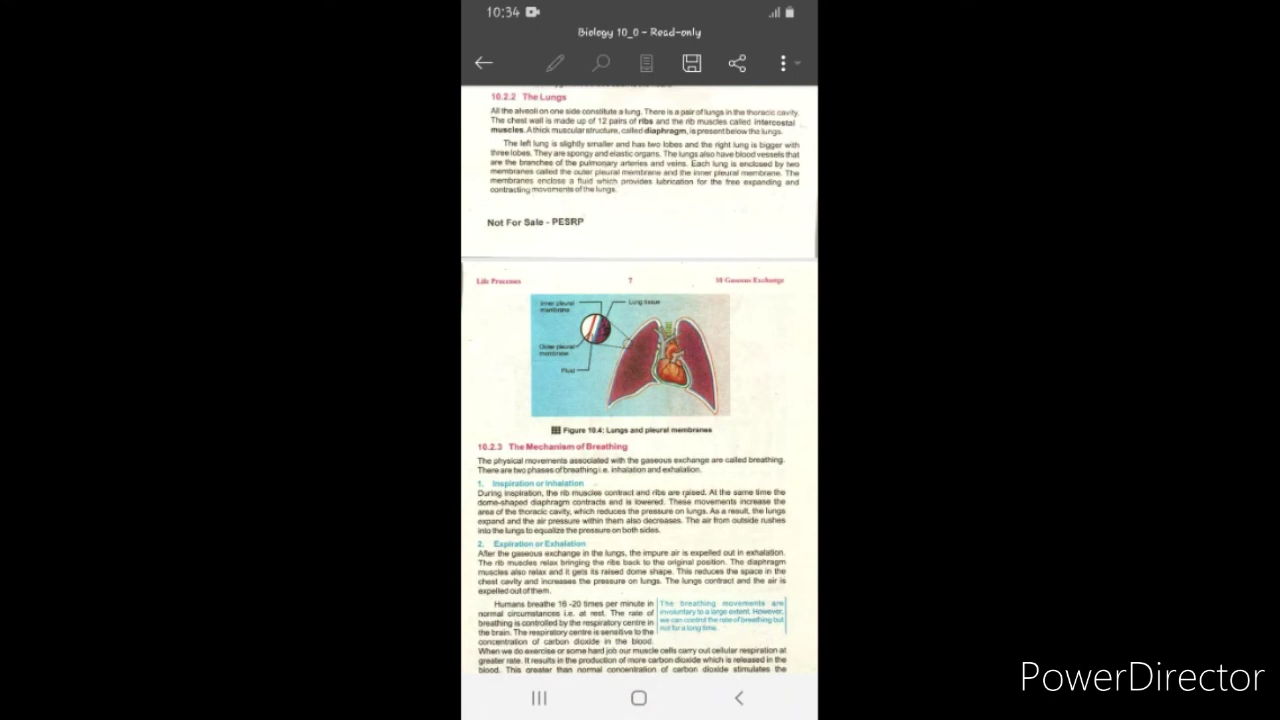 10:34
Biology 10_0 - Read-only
10.2.2 The Lungs
All the alveoli on one side constitute a lung. There is a pair of lungs in the thoracic cavity.
The chest wall is made up of 12 pairs of ribs and the rib muscles called intercostal
muscles. A thick muscular structure, called diaphragm, is present below the lungs.
The left lung is slightly smaller and has two lobes and the right lung is bigger with
three lobes. They are spongy and elastic organs. The lungs also have blood vessels that
are the branches of the pulmonary arteries and veins. Each lung is enclosed by two
membranes called the outer pleural membrane and the inner pleural membrane. The
membranes enclose a fluid which provides lubrication for the free expanding and
contracting movements of the lungs.
Not For Sale - PESRP
Life Processes 7 10 Gaseous Exchange
Inner pleural
membrane
Lung tissue
Outer pleural
membrane
Fluid
Figure 10.4: Lungs and pleural membranes
10.2.3 The Mechanism of Breathing
The physical movements associated with the gaseous exchange are called breathing.
There are two phases of breathing i.e. inhalation and exhalation.
1. Inspiration or Inhalation
During inspiration, the rib muscles contract and ribs are raised. At the same time the
dome-shaped diaphragm contracts and is lowered. These movements increase the
area of the thoracic cavity, which reduces the pressure on lungs. As a result, the lungs
expand and the air pressure within them also decreases. The air from outside rushes
into the lungs to equalize the pressure on both sides.
2. Expiration or Exhalation
After the gaseous exchange in the lungs, the impure air is expelled out in exhalation.
The rib muscles relax bringing the ribs back to the original position. The diaphragm
muscles also relax and it gets its raised dome shape. This reduces the space in the
chest cavity and increases the pressure on lungs. The lungs contract and the air is
expelled out of them.
Humans breathe 16 -20 times per minute in
normal circumstances i.e. at rest. The rate of
breathing is controlled by the respiratory centre in
the brain. The respiratory centre is sensitive to the
concentration of carbon dioxide in the blood.
The breathing movements are
involuntary to a large extent. However,
we can control the rate of breathing but
not for a long time.
When we do exercise or some hard job our muscle cells carry out cellular respiration at
greater rate. It results in the production of more carbon dioxide which is released in the
blood. This greater than normal concentration of carbon dioxide stimulates the
PowerDirector